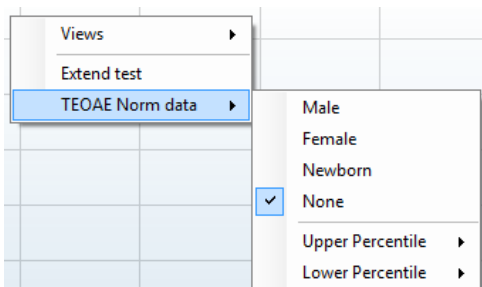 Views
Extend test
TEOAE Norm data
Male
Female
Newborn
None
Upper Percentile
Lower Percentile